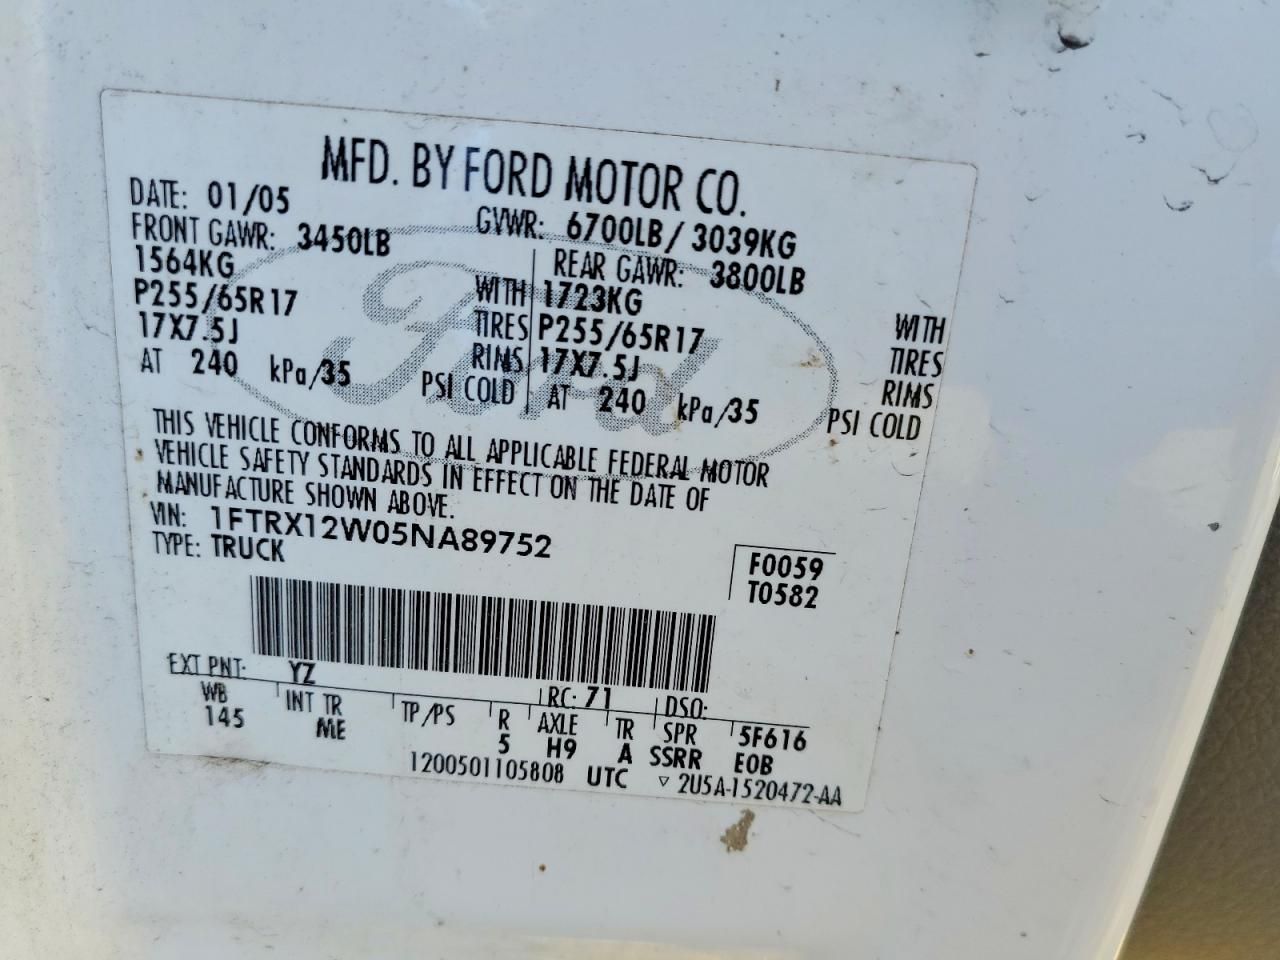 MFD. BY FORD MOTOR CO.
DATE: 01/05 GVWR: 6700LB/ 3039KG
FRONT GAWR: 3450LB REAR GAWR: 3800LB
1564KG WITH 1723KG WITH
P255/65R17 TIRES P255/65R17 TIRES
17X7.5J RIMS 17X7.5J RIMS
AT 240 kPa/35 PSI COLD AT 240 kPa/35 PSI COLD
Ford
THIS VEHICLE CONFORMS TO ALL APPLICABLE FEDERAL MOTOR
VEHICLE SAFETY STANDARDS IN EFFECT ON THE DATE OF
MANUFACTURE SHOWN ABOVE.
VIN: 1FTRX12W05NA89752
TYPE: TRUCK
F0059
T0582
EXT PNT: YZ RC: 71 DSO:
WB INT TR TP/PS R AXLE TR SPR 5F616
145 ME 5 H9 A SSRR E0B
1200501105808 UTC ▽ 2U5A-1520472-AA